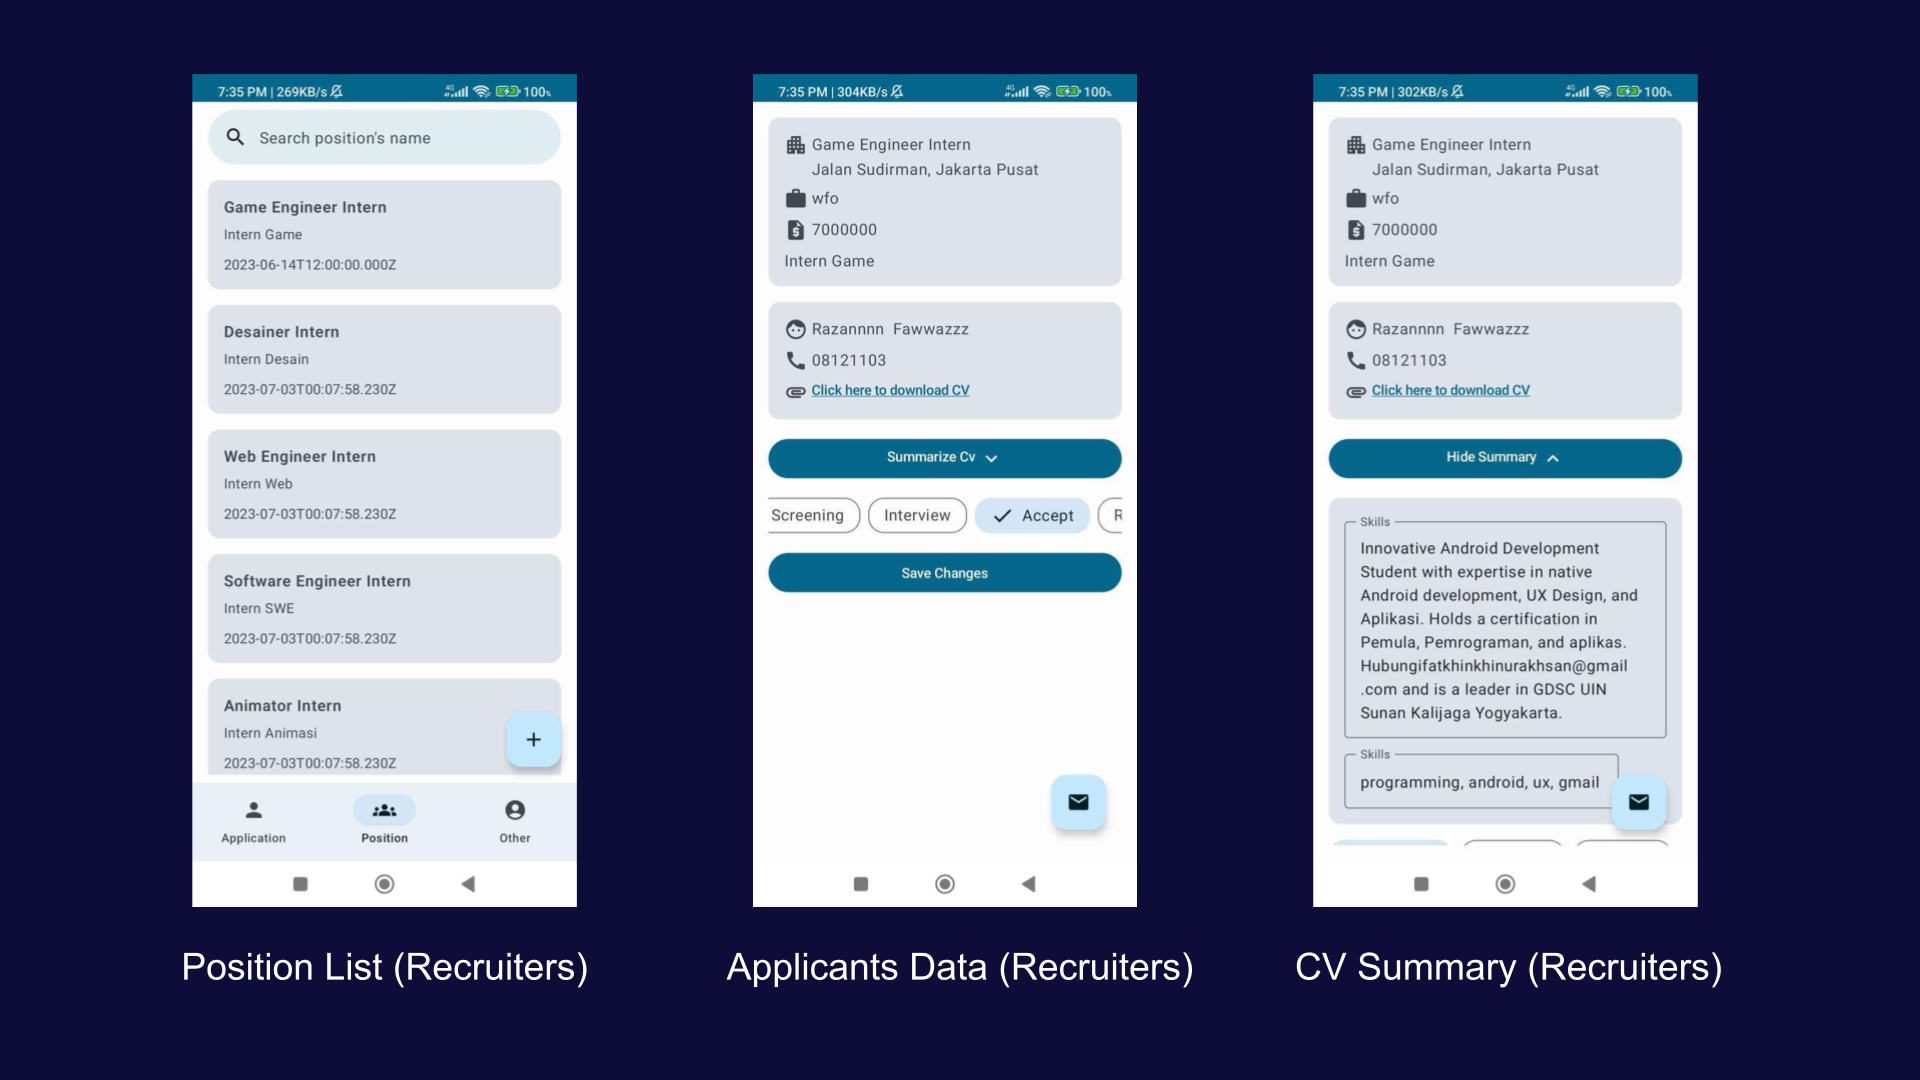 7:35 PM | 269KB/s
4G
100%
Search position's name
Game Engineer Intern
Intern Game
2023-06-14T12:00:00.000Z
Desainer Intern
Intern Desain
2023-07-03T00:07:58.230Z
Web Engineer Intern
Intern Web
2023-07-03T00:07:58.230Z
Software Engineer Intern
Intern SWE
2023-07-03T00:07:58.230Z
Animator Intern
Intern Animasi
2023-07-03T00:07:58.230Z
Application
Position
Other
Position List (Recruiters)
7:35 PM | 304KB/s
4G
100%
Game Engineer Intern
Jalan Sudirman, Jakarta Pusat
wfo
7000000
Intern Game
Razannnn Fawwazzz
08121103
Click here to download CV
Summarize Cv
Screening
Interview
Accept
R
Save Changes
Applicants Data (Recruiters)
7:35 PM | 302KB/s
4G
100%
Game Engineer Intern
Jalan Sudirman, Jakarta Pusat
wfo
7000000
Intern Game
Razannnn Fawwazzz
08121103
Click here to download CV
Hide Summary
Skills
Innovative Android Development
Student with expertise in native
Android development, UX Design, and
Aplikasi. Holds a certification in
Pemula, Pemrograman, and aplikas.
Hubungifatkhinkhinurakhsan@gmail
.com and is a leader in GDSC UIN
Sunan Kalijaga Yogyakarta.
Skills
programming, android, ux, gmail
CV Summary (Recruiters)